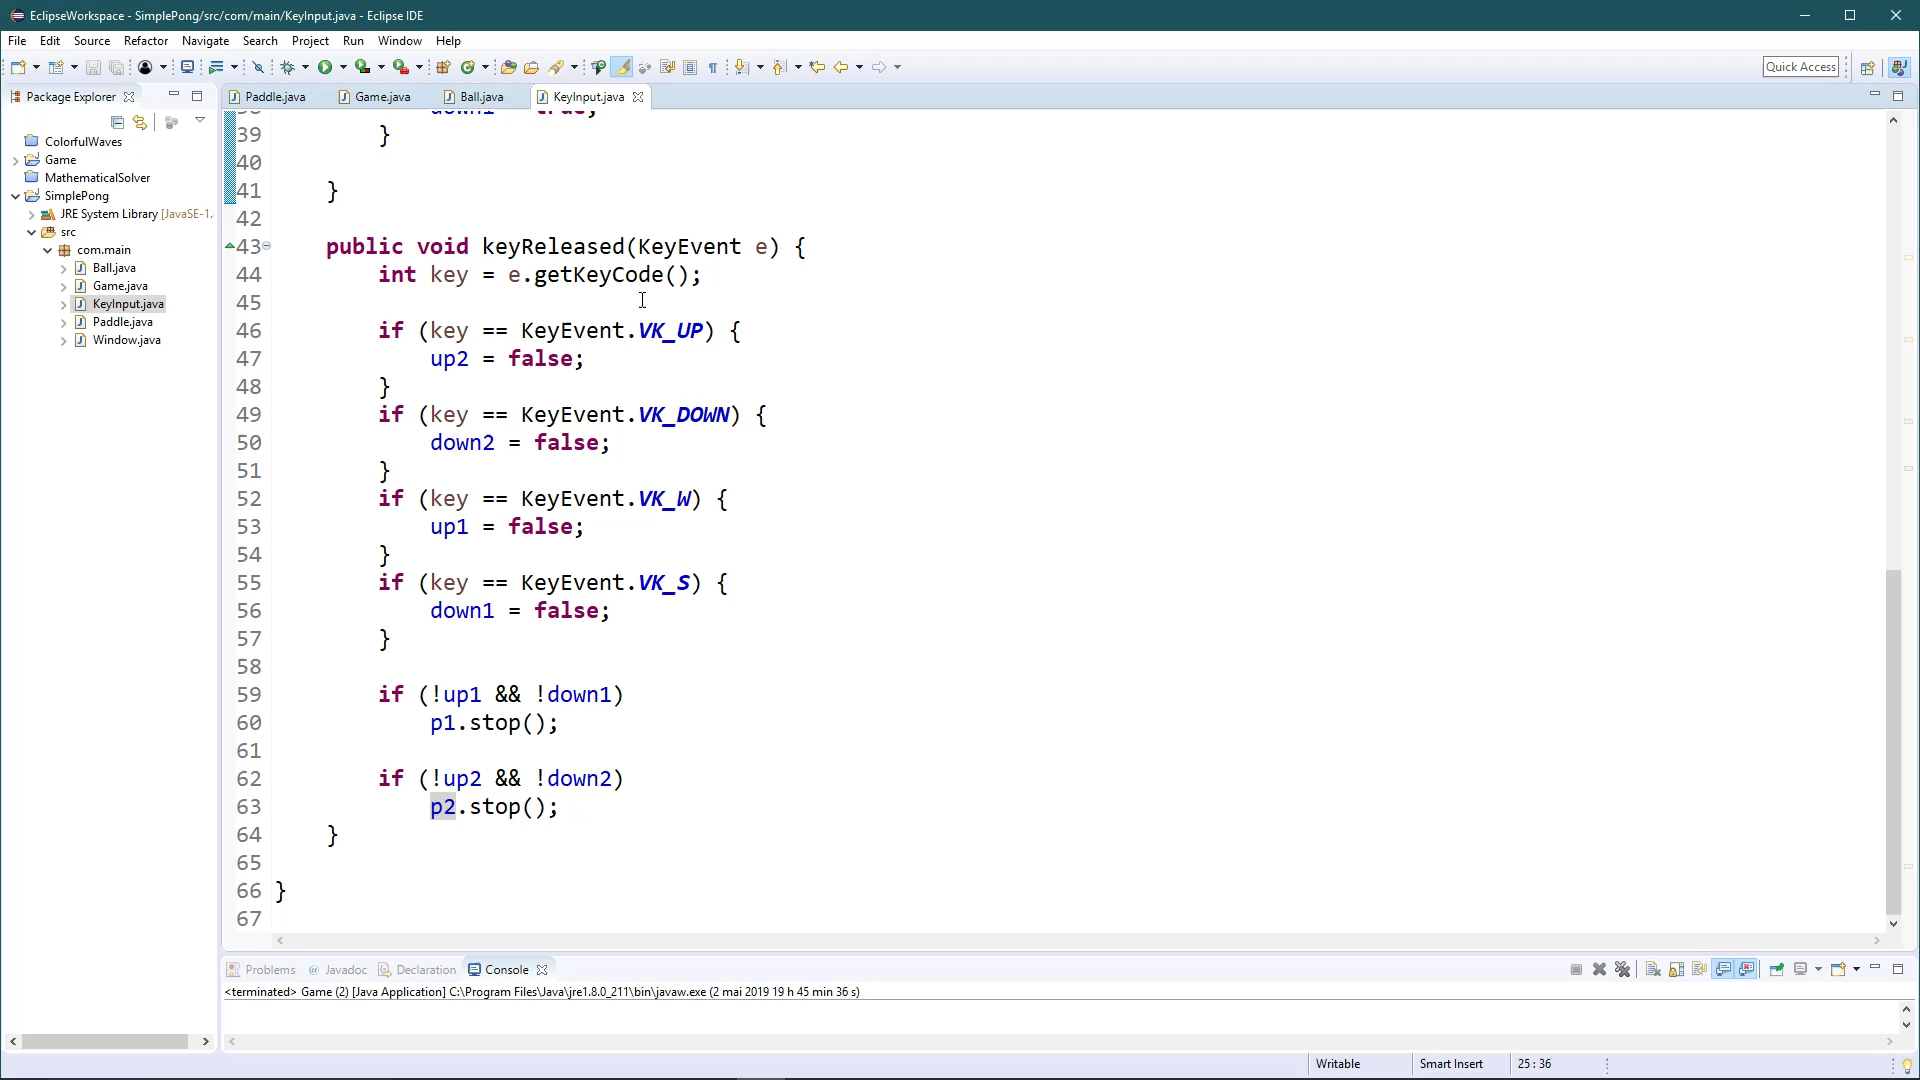 EclipseWorkspace - SimplePong/src/com/main/KeyInput.java - Eclipse IDE
File Edit Source Refactor Navigate Search Project Run Window Help
Quick Access
Package Explorer
Paddle.java Game.java Ball.java KeyInput.java
ColorfulWaves
Game
MathematicalSolver
SimplePong
JRE System Library [JavaSE-1.
src
com.main
Ball.java
Game.java
KeyInput.java
Paddle.java
Window.java
39 }
40
41 }
42
43 public void keyReleased(KeyEvent e) {
44 int key = e.getKeyCode();
45
46 if (key == KeyEvent.VK_UP) {
47 up2 = false;
48 }
49 if (key == KeyEvent.VK_DOWN) {
50 down2 = false;
51 }
52 if (key == KeyEvent.VK_W) {
53 up1 = false;
54 }
55 if (key == KeyEvent.VK_S) {
56 down1 = false;
57 }
58
59 if (!up1 && !down1)
60 p1.stop();
61
62 if (!up2 && !down2)
63 p2.stop();
64 }
65
66 }
67
Problems @ Javadoc Declaration Console
<terminated> Game (2) [Java Application] C:\Program Files\Java\jre1.8.0_211\bin\javaw.exe (2 mai 2019 19 h 45 min 36 s)
Writable Smart Insert 25 : 36